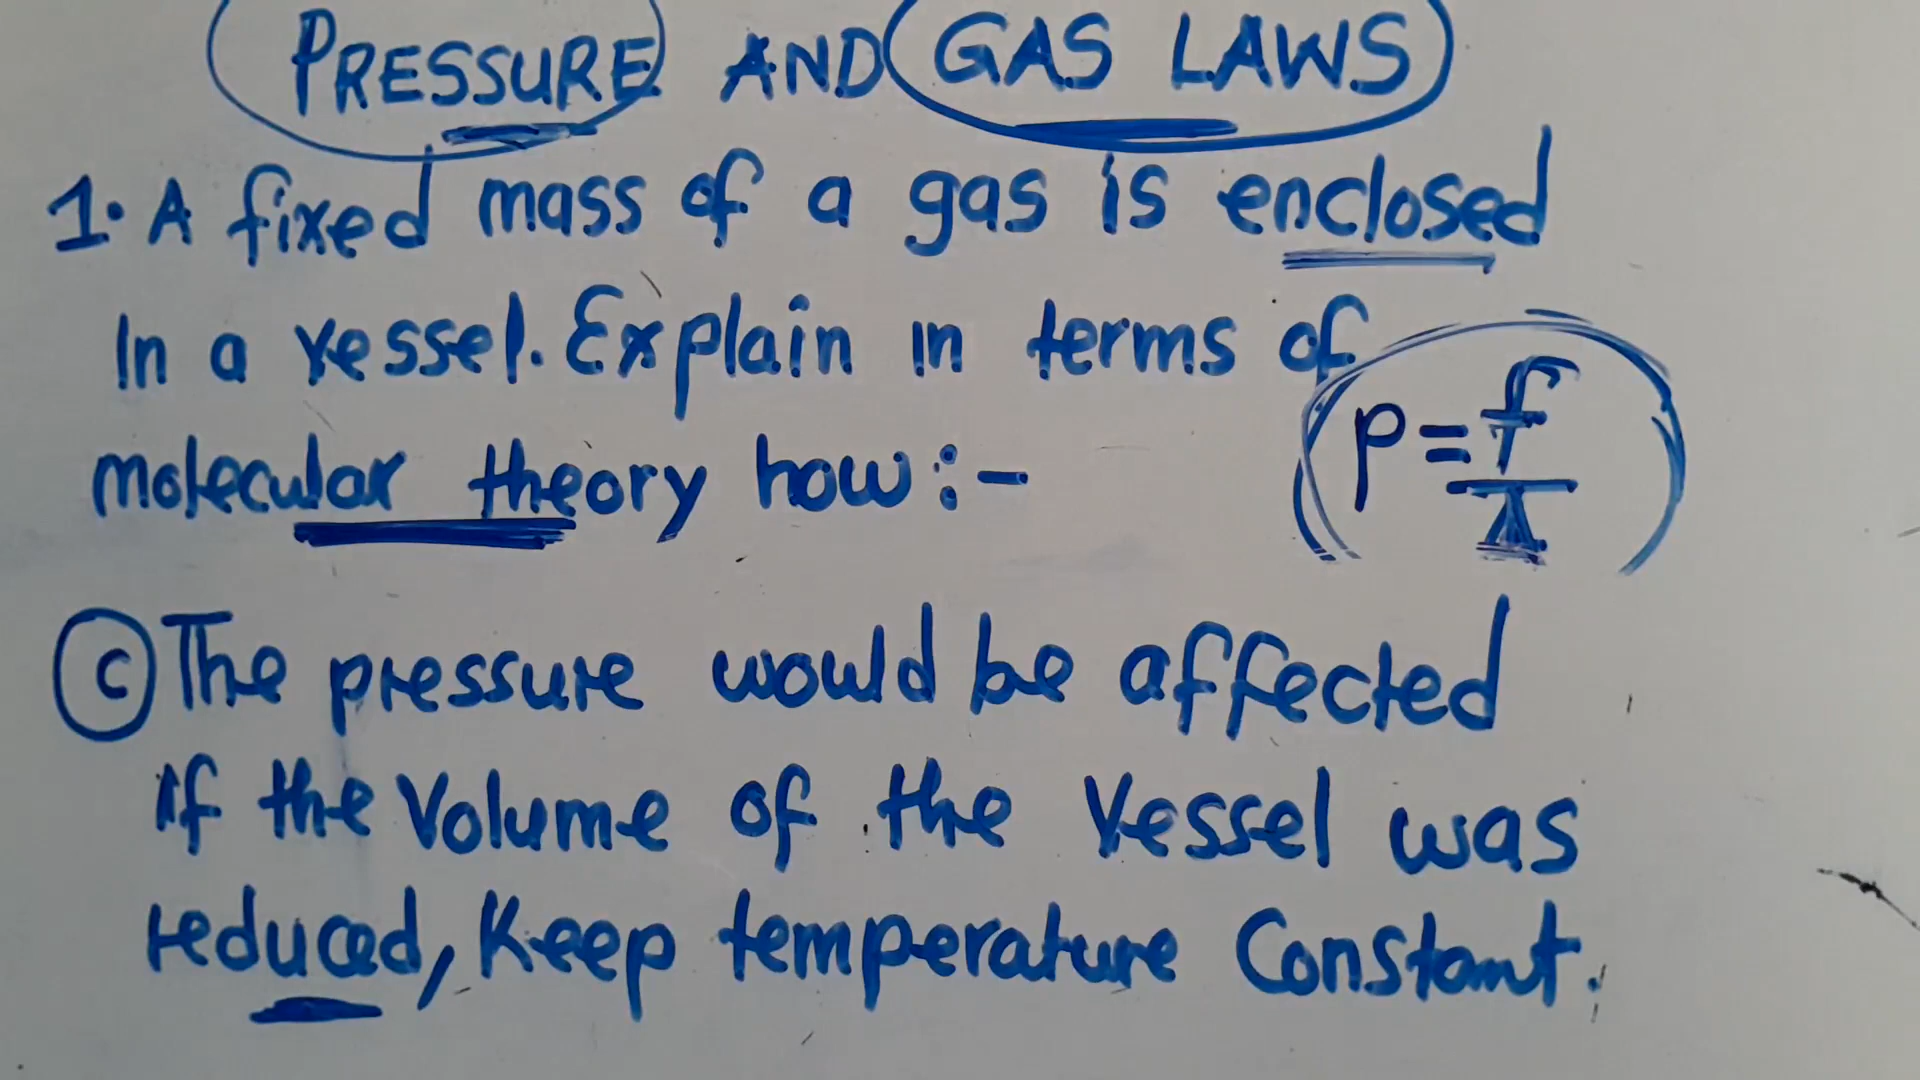 PRESSURE AND GAS LAWS
1. A fixed mass of a gas is enclosed
In a vessel. Explain in terms of
molecular theory how:-
P = f
A
C The pressure would be affected
if the Volume of the Vessel was
reduced, Keep temperature Constant.